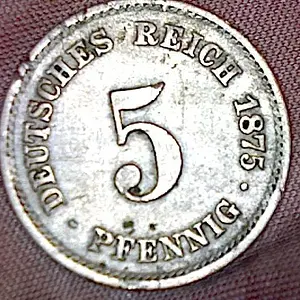 DEUTSCHES REICH 1875 ·
5
· PFENNIG